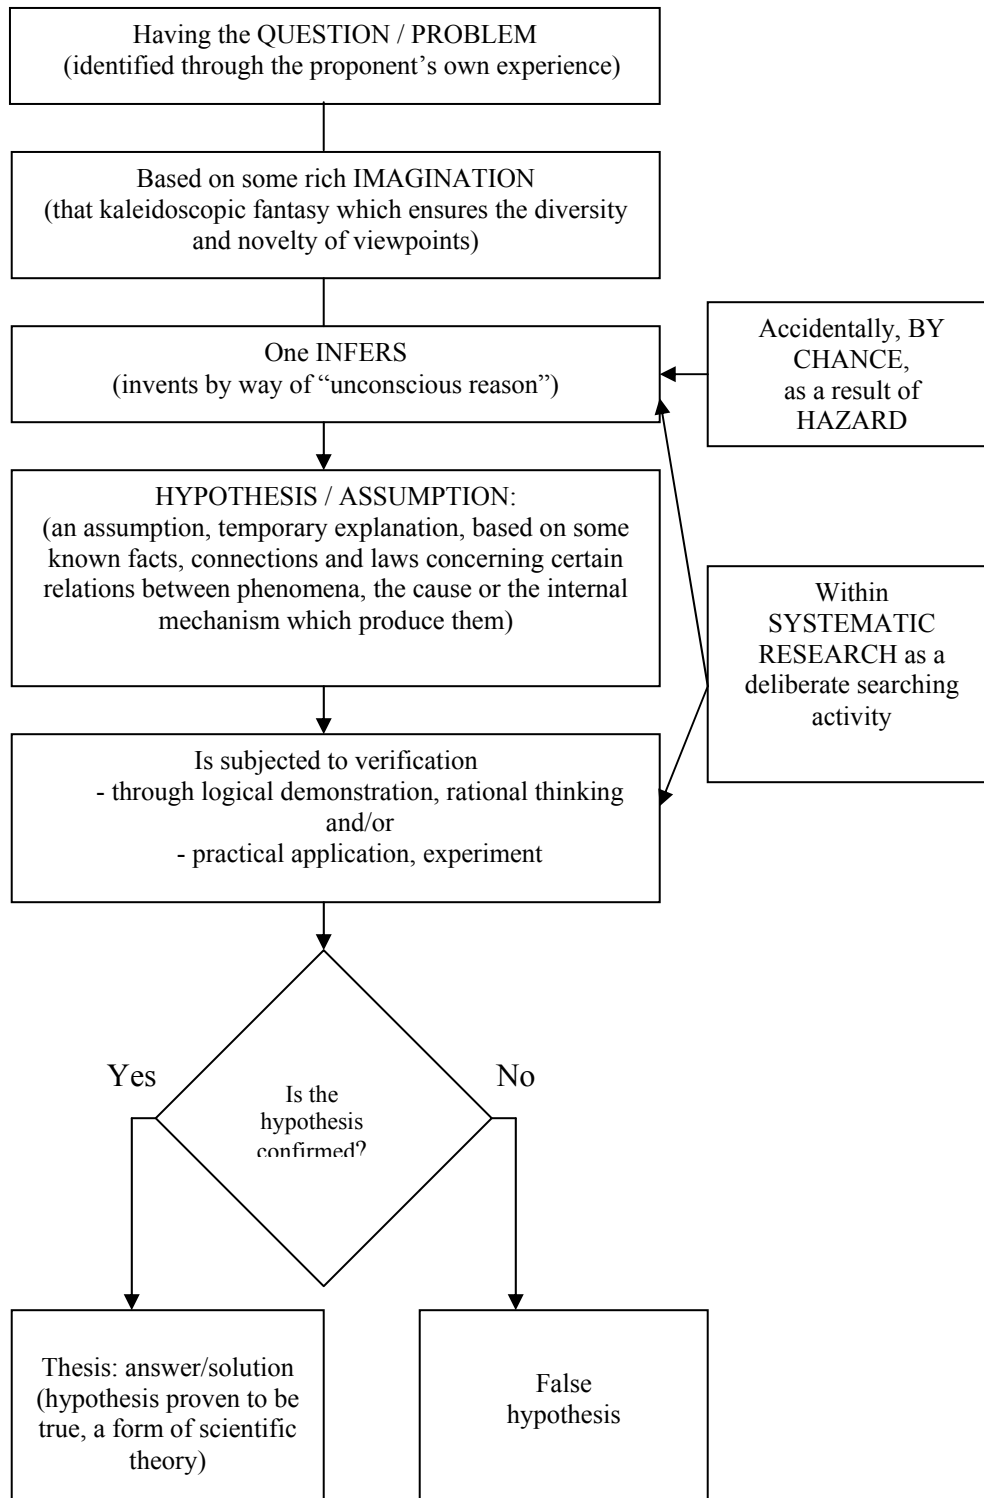 Having the QUESTION / PROBLEM
(identified through the proponent's own experience)
Based on some rich IMAGINATION
(that kaleidoscopic fantasy which ensures the diversity
and novelty of viewpoints)
One INFERS
(invents by way of “unconscious reason”)
Accidentally, BY
CHANCE,
as a result of
HAZARD
HYPOTHESIS / ASSUMPTION:
(an assumption, temporary explanation, based on some
known facts, connections and laws concerning certain
relations between phenomena, the cause or the internal
mechanism which produce them)
Within
SYSTEMATIC
RESEARCH as a
deliberate searching
activity
Is subjected to verification
- through logical demonstration, rational thinking
and/or
- practical application, experiment
Yes
No
Is the
hypothesis
confirmed?
Thesis: answer/solution
(hypothesis proven to be
true, a form of scientific
theory)
False
hypothesis